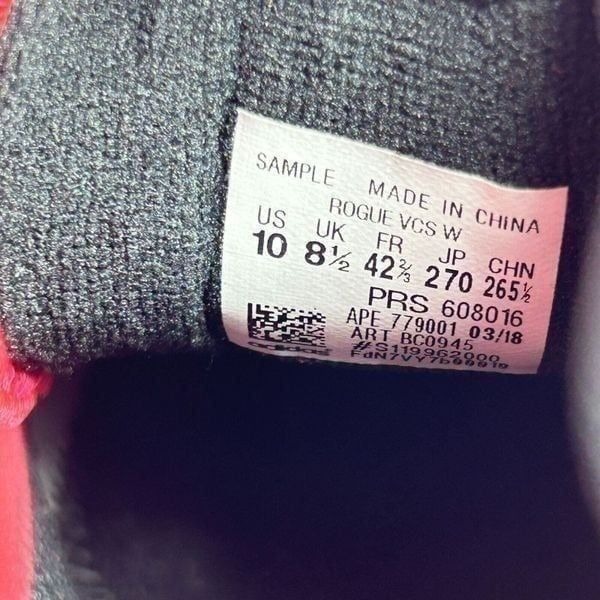 SAMPLE MADE IN CHINA
ROGUE VCS W
US UK FR JP CHN
10 8½ 42⅔ 270 265½
PRS 608016
APE 779001 03/18
ART BC0945
#S119962000
adidas